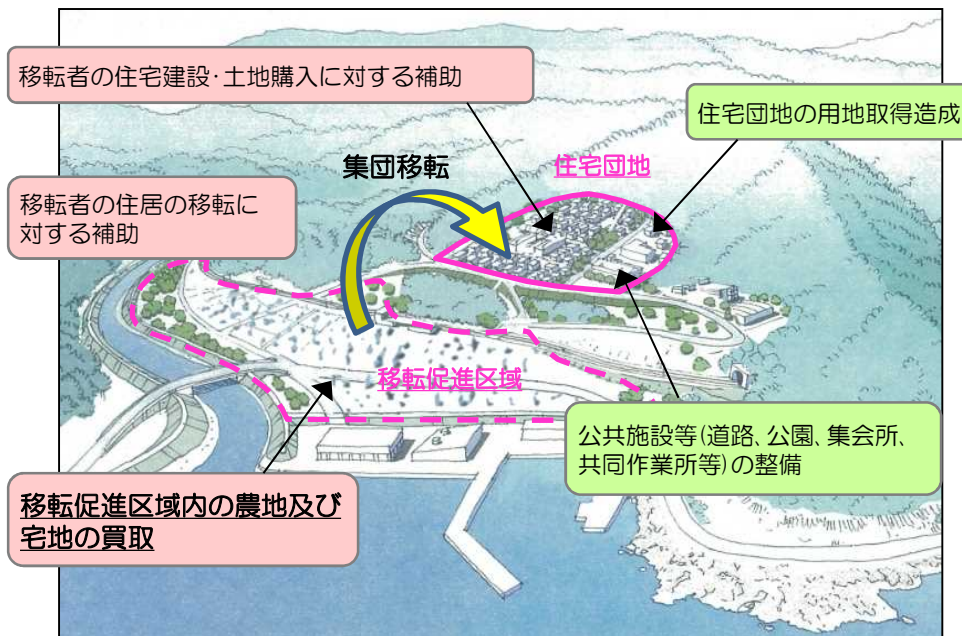 移転者の住宅建設・土地購入に対する補助
住宅団地の用地取得造成
集団移転
住宅団地
移転者の住居の移転に
対する補助
移転促進区域
公共施設等(道路、公園、集会所、
共同作業所等)の整備
移転促進区域内の農地及び
宅地の買取